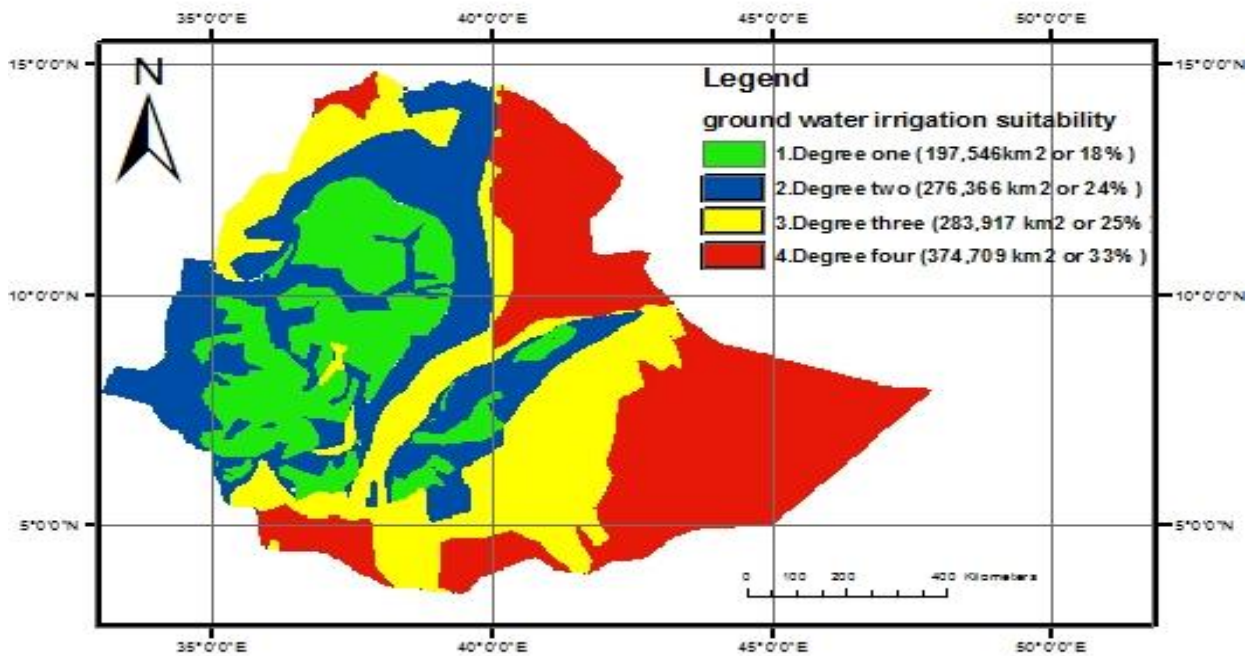 35°0'0"E 40°0'0"E 45°0'0"E 50°0'0"E
15°0'0"N 15°0'0"N
N
Legend
ground water irrigation suitability
1.Degree one (197,546km2 or 18% )
2.Degree two (276,366 km2 or 24% )
3.Degree three (283,917 km2 or 25% )
4.Degree four (374,709 km2 or 33% )
10°0'0"N 10°0'0"N
5°0'0"N 5°0'0"N
0 100 200 400 Kilometers
35°0'0"E 40°0'0"E 45°0'0"E 50°0'0"E